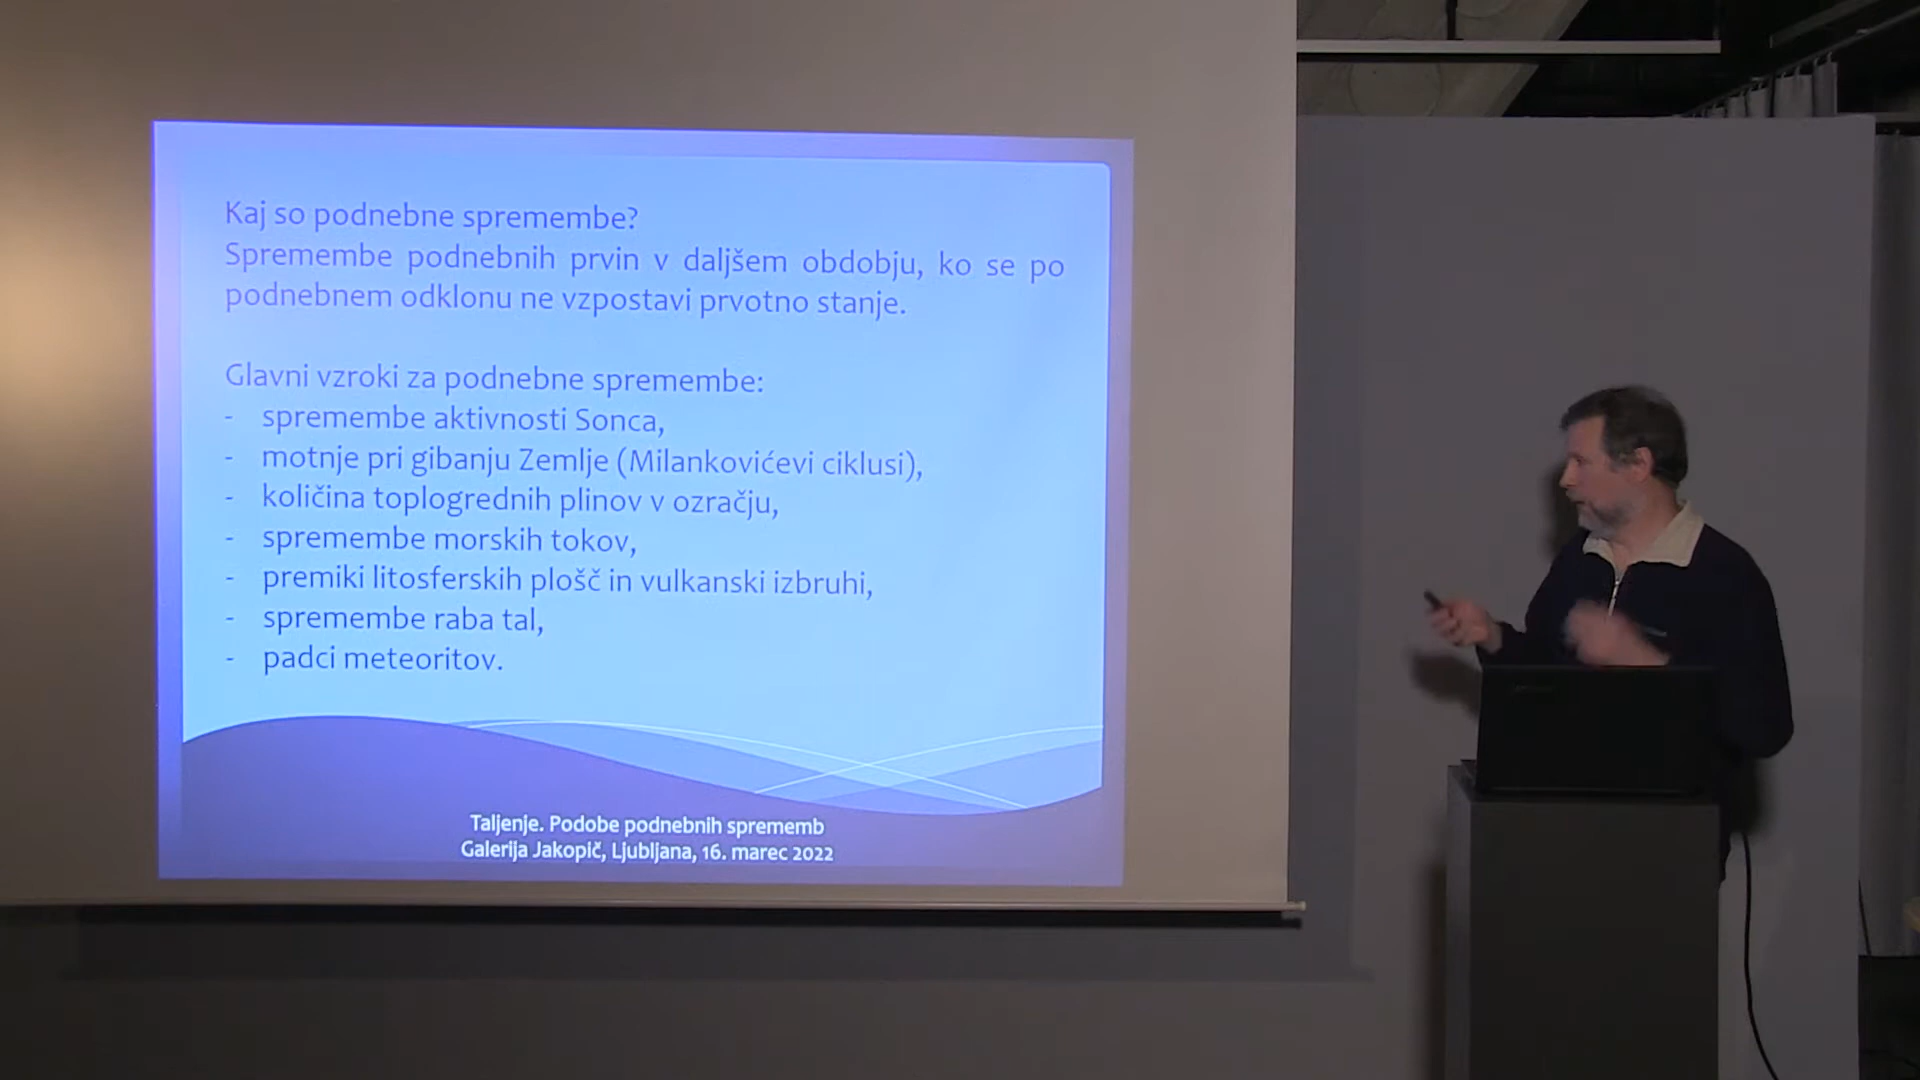 Kaj so podnebne spremembe?
Spremembe podnebnih prvin v daljšem obdobju, ko se po
podnebnem odklonu ne vzpostavi prvotno stanje.
Glavni vzroki za podnebne spremembe:
- spremembe aktivnosti Sonca,
- motnje pri gibanju Zemlje (Milankovićevi ciklusi),
- količina toplogrednih plinov v ozračju,
- spremembe morskih tokov,
- premiki litosferskih plošč in vulkanski izbruhi,
- spremembe raba tal,
- padci meteoritov.
Taljenje. Podobe podnebnih sprememb
Galerija Jakopič, Ljubljana, 16. marec 2022